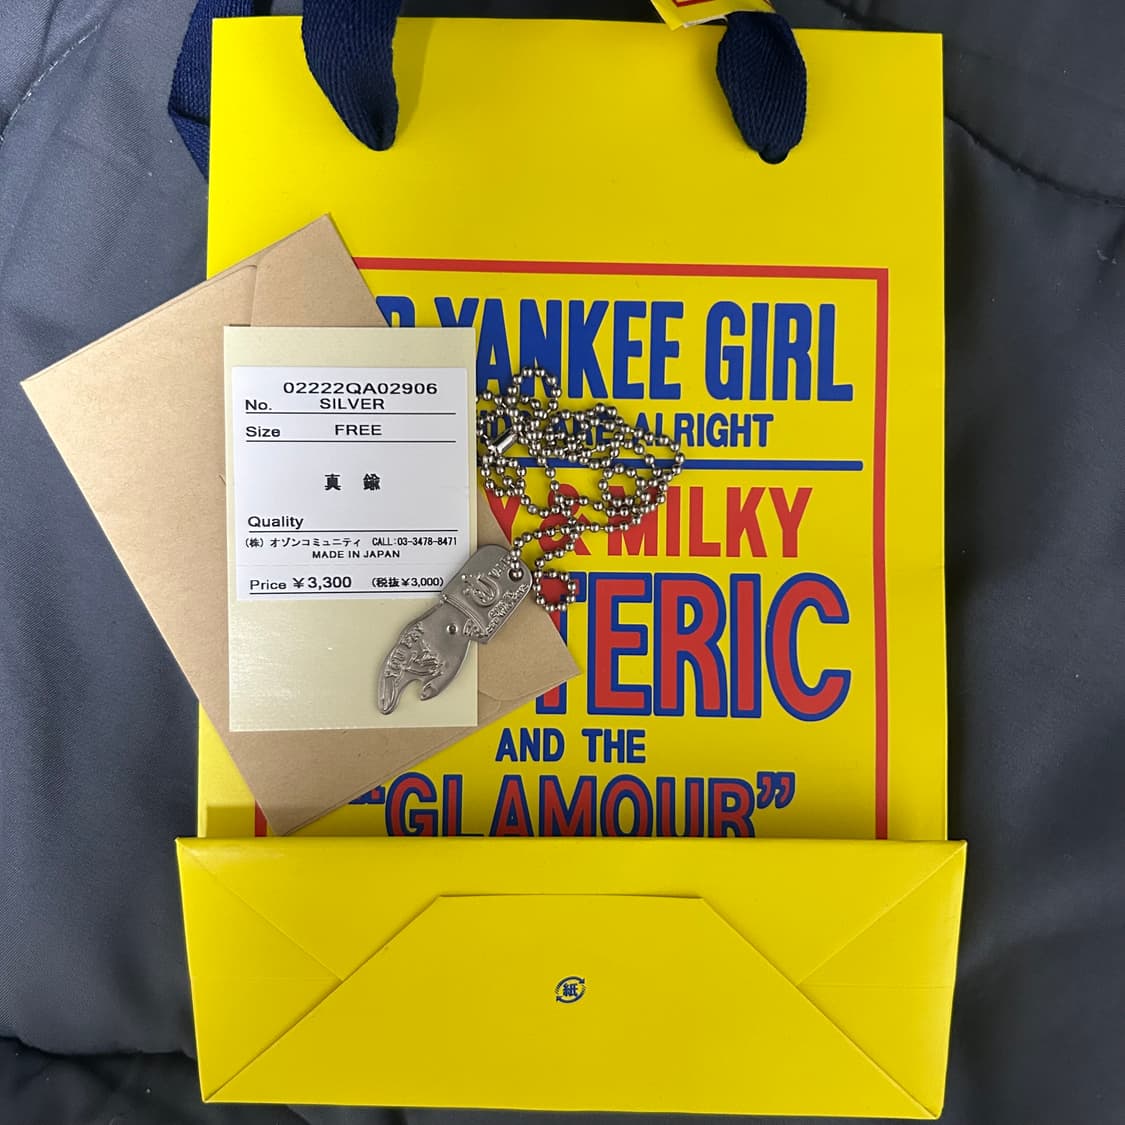 YANKEE GIRL
ARE ALRIGHT
Y & MILKY
TERIC
AND THE
“GLAMOUR”
02222QA02906
No. SILVER
Size FREE
真 鍮
Quality
(株) オゾンコミュニティ CALL:03-3478-8471
MADE IN JAPAN
Price ¥3,300 (税抜¥3,000)
紙